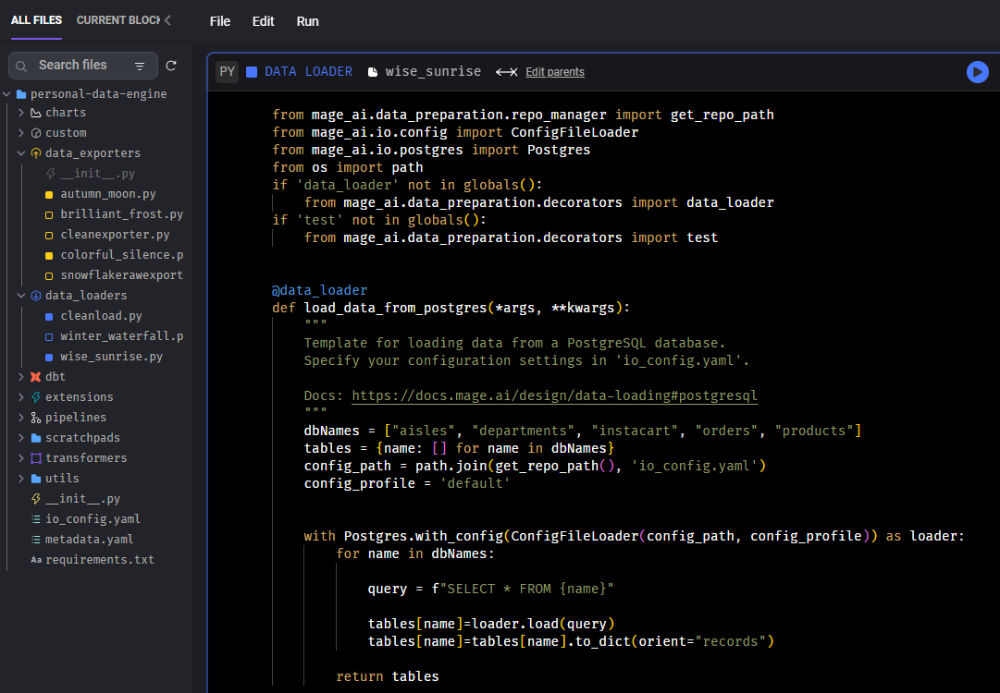 ALL FILES CURRENT BLOCK
Search files
personal-data-engine
charts
custom
data_exporters
__init__.py
autumn_moon.py
brilliant_frost.py
cleanexporter.py
colorful_silence.p
snowflakerawexport
data_loaders
cleanload.py
winter_waterfall.p
wise_sunrise.py
dbt
extensions
pipelines
scratchpads
transformers
utils
__init__.py
io_config.yaml
metadata.yaml
Aa requirements.txt
File Edit Run
PY DATA LOADER wise_sunrise Edit parents
from mage_ai.data_preparation.repo_manager import get_repo_path
from mage_ai.io.config import ConfigFileLoader
from mage_ai.io.postgres import Postgres
from os import path
if 'data_loader' not in globals():
    from mage_ai.data_preparation.decorators import data_loader
if 'test' not in globals():
    from mage_ai.data_preparation.decorators import test
@data_loader
def load_data_from_postgres(*args, **kwargs):
    """
    Template for loading data from a PostgreSQL database.
    Specify your configuration settings in 'io_config.yaml'.
    Docs: https://docs.mage.ai/design/data-loading#postgresql
    """
    dbNames = ["aisles", "departments", "instacart", "orders", "products"]
    tables = {name: [] for name in dbNames}
    config_path = path.join(get_repo_path(), 'io_config.yaml')
    config_profile = 'default'
    with Postgres.with_config(ConfigFileLoader(config_path, config_profile)) as loader:
        for name in dbNames:
            query = f"SELECT * FROM {name}"
            tables[name]=loader.load(query)
            tables[name]=tables[name].to_dict(orient="records")
        return tables